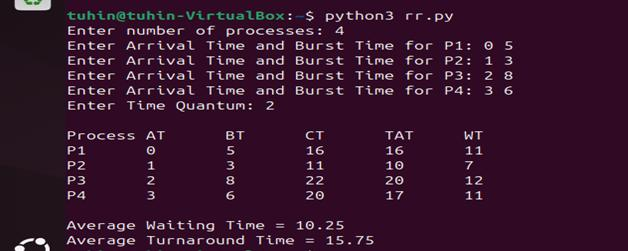 tuhin@tuhin-VirtualBox:~$ python3 rr.py
Enter number of processes: 4
Enter Arrival Time and Burst Time for P1: 0 5
Enter Arrival Time and Burst Time for P2: 1 3
Enter Arrival Time and Burst Time for P3: 2 8
Enter Arrival Time and Burst Time for P4: 3 6
Enter Time Quantum: 2
Process AT BT CT TAT WT
P1 0 5 16 16 11
P2 1 3 11 10 7
P3 2 8 22 20 12
P4 3 6 20 17 11
Average Waiting Time = 10.25
Average Turnaround Time = 15.75